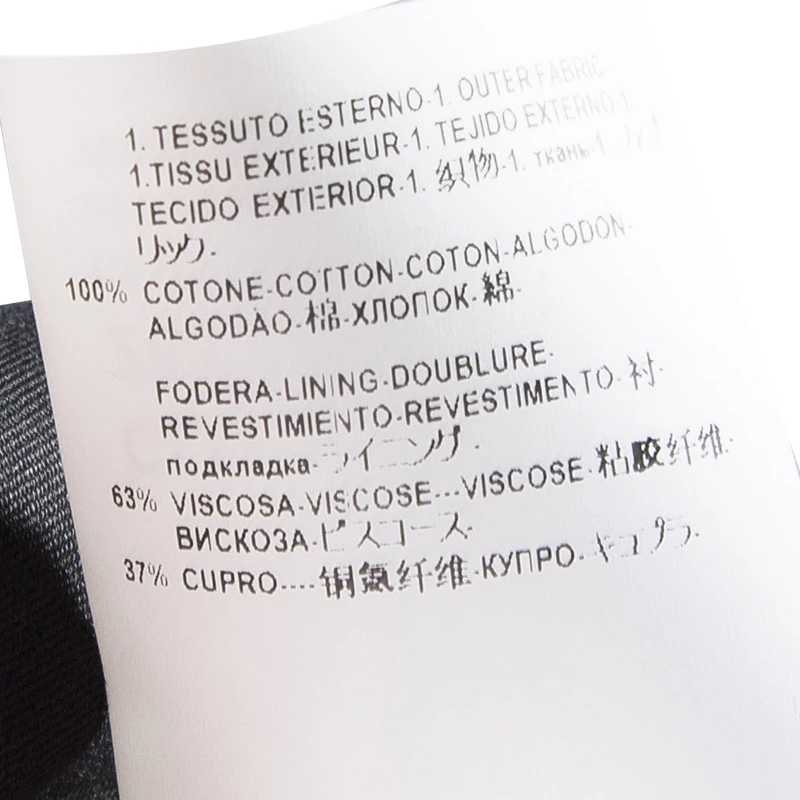 1. TESSUTO ESTERNO-1. OUTER FABRIC
1.TISSU EXTERIEUR-1. TEJIDO EXTERNO-1.
TECIDO EXTERIOR-1. 织物-1. ткань-1.
リック-
100% COTONE-COTTON-COTON-ALGODON-
ALGODÃO-棉-ХЛОПОК-綿-
FODERA-LINING-DOUBLURE-
REVESTIMIENTO-REVESTIMENTO-衬-
подкладка-ライニング-
63% VISCOSA-VISCOSE---VISCOSE-粘胶纤维-
ВИСКОЗА-ビスコース-
37% CUPRO----铜氨纤维-КУПРО-キュプラ-